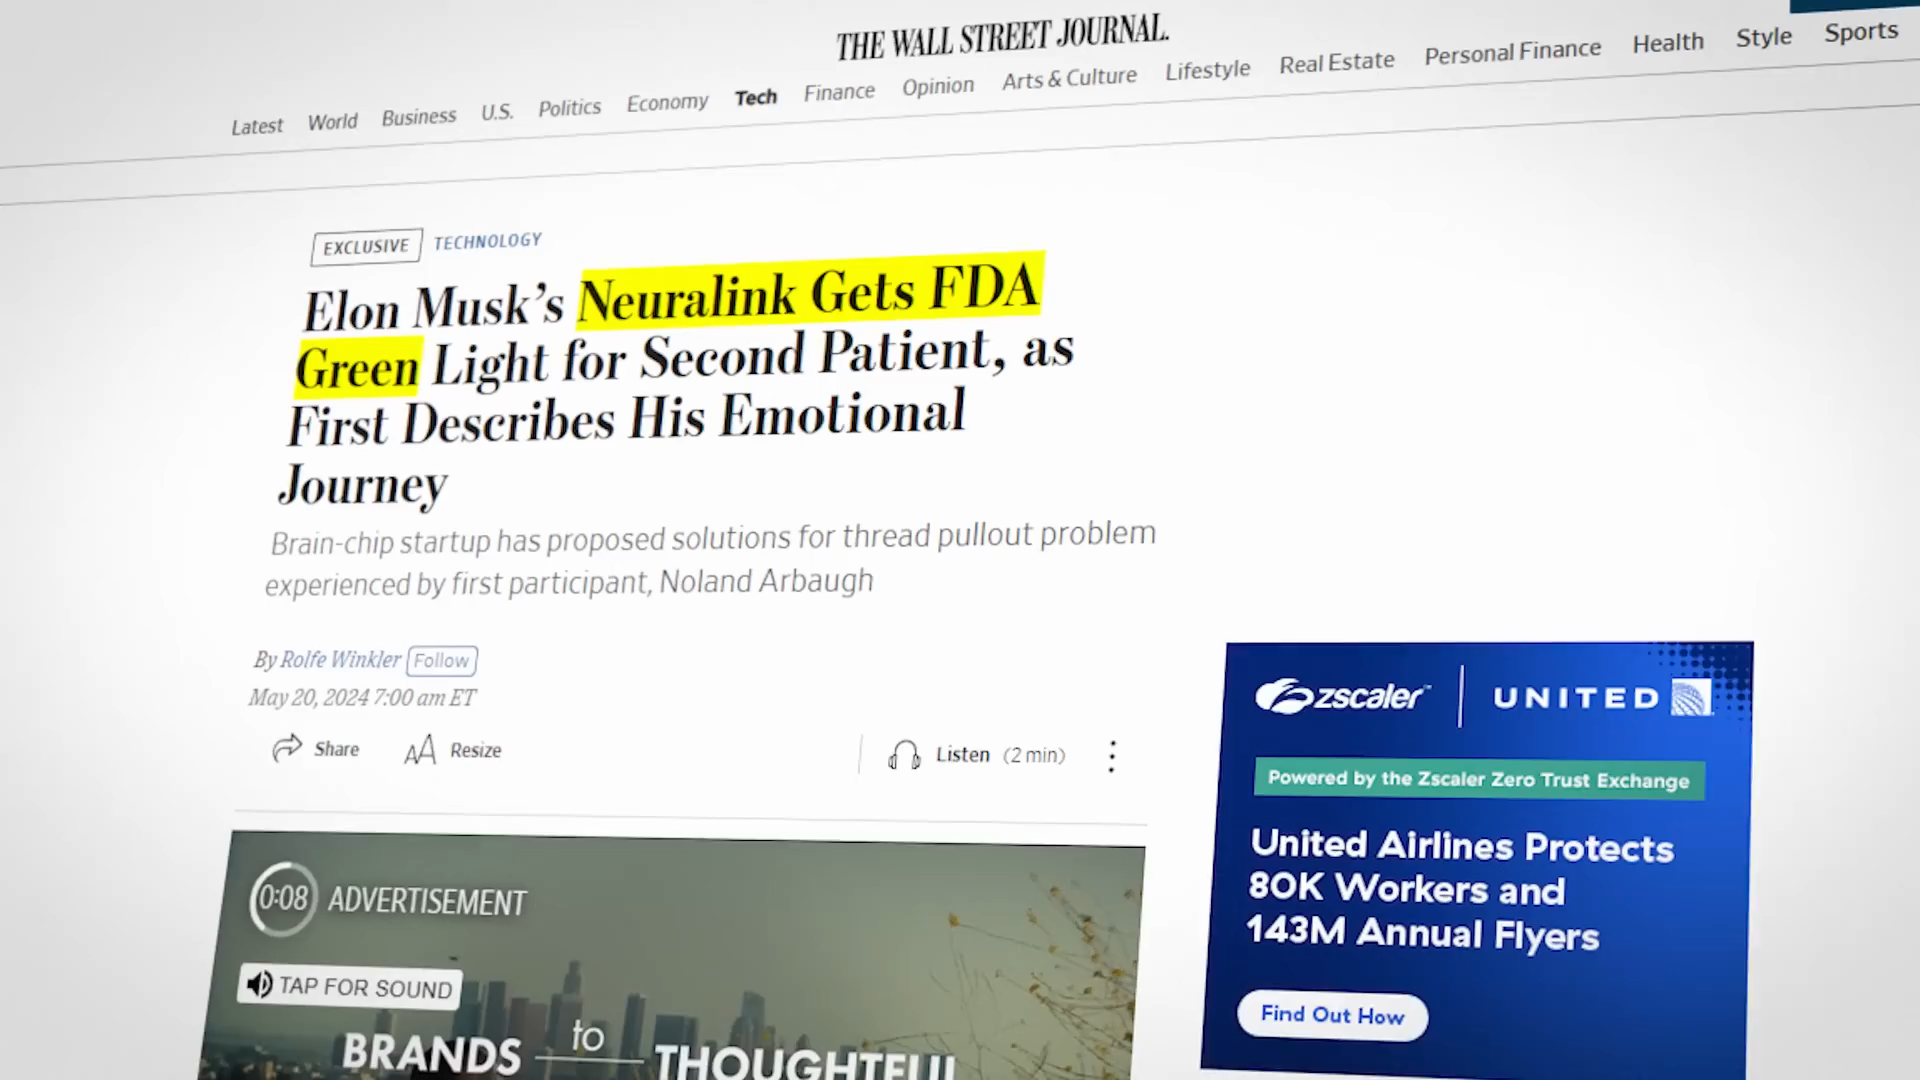 THE WALL STREET JOURNAL.
Latest World Business U.S. Politics Economy Tech Finance Opinion Arts & Culture Lifestyle Real Estate Personal Finance Health Style Sports
EXCLUSIVE TECHNOLOGY
Elon Musk’s Neuralink Gets FDA
Green Light for Second Patient, as
First Describes His Emotional
Journey
Brain-chip startup has proposed solutions for thread pullout problem
experienced by first participant, Noland Arbaugh
By Rolfe Winkler Follow
May 20, 2024 7:00 am ET
Share Resize Listen (2 min)
0:08 ADVERTISEMENT
TAP FOR SOUND
BRANDS to THOUGHTFUL
zscaler™ UNITED
Powered by the Zscaler Zero Trust Exchange
United Airlines Protects
80K Workers and
143M Annual Flyers
Find Out How